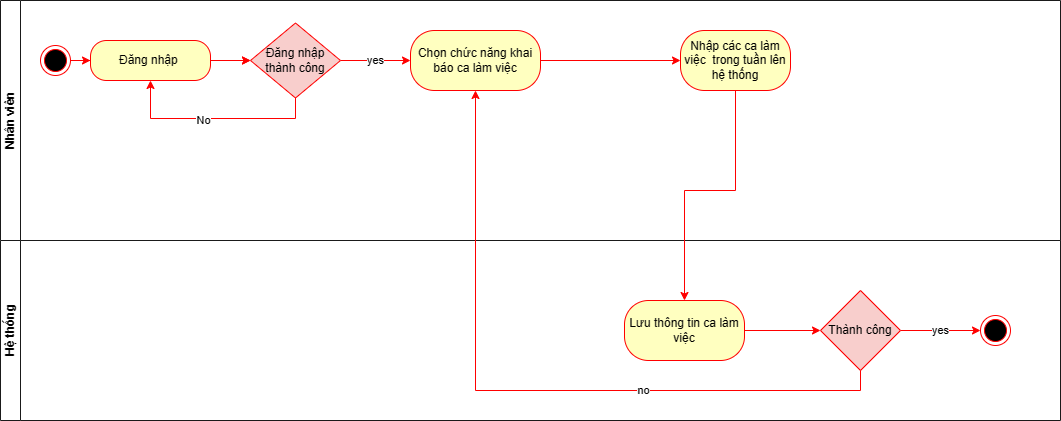 Nhân viên
Đăng nhập
Đăng nhập
thành công
yes
No
Chọn chức năng khai
báo ca làm việc
Nhập các ca làm
việc trong tuần lên
hệ thống
Hệ thống
Lưu thông tin ca làm
việc
Thành công
yes
no